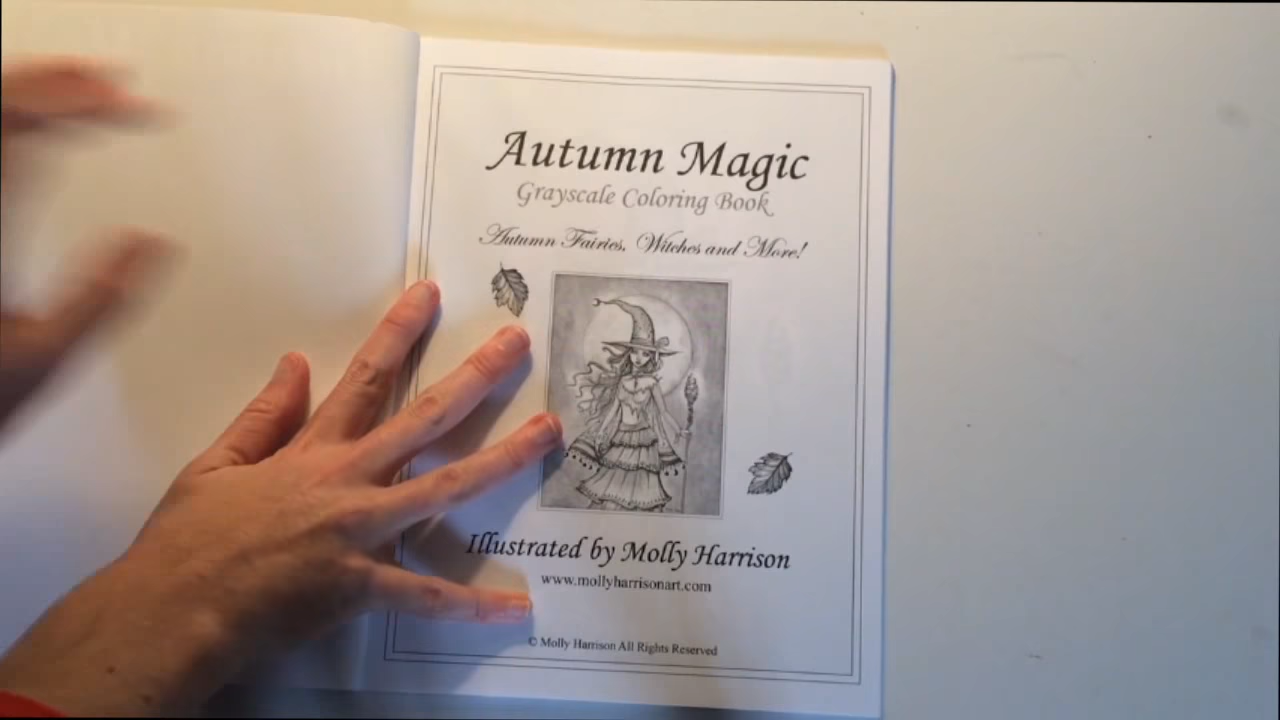 Autumn Magic
Grayscale Coloring Book
Autumn Fairies, Witches and More!
Illustrated by Molly Harrison
www.mollyharrisonart.com
© Molly Harrison All Rights Reserved